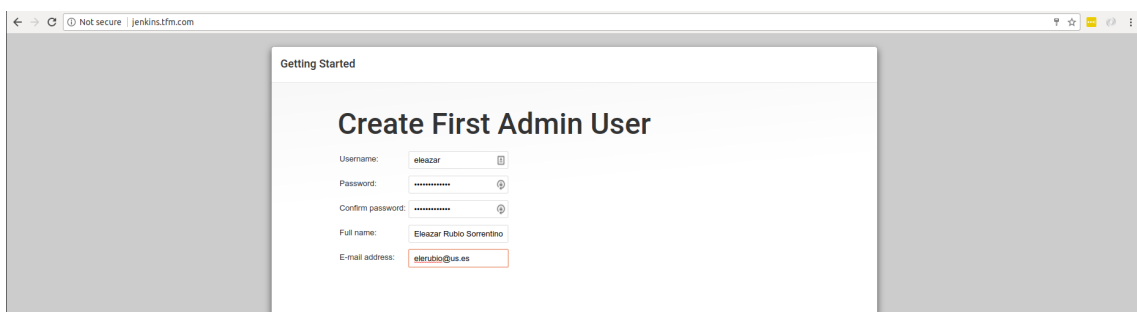 Not secure | jenkins.tfm.com
Getting Started
Create First Admin User
Username: eleazar
Password: •••••••••••••
Confirm password: •••••••••••••
Full name: Eleazar Rubio Sorrentino
E-mail address: elerubio@us.es